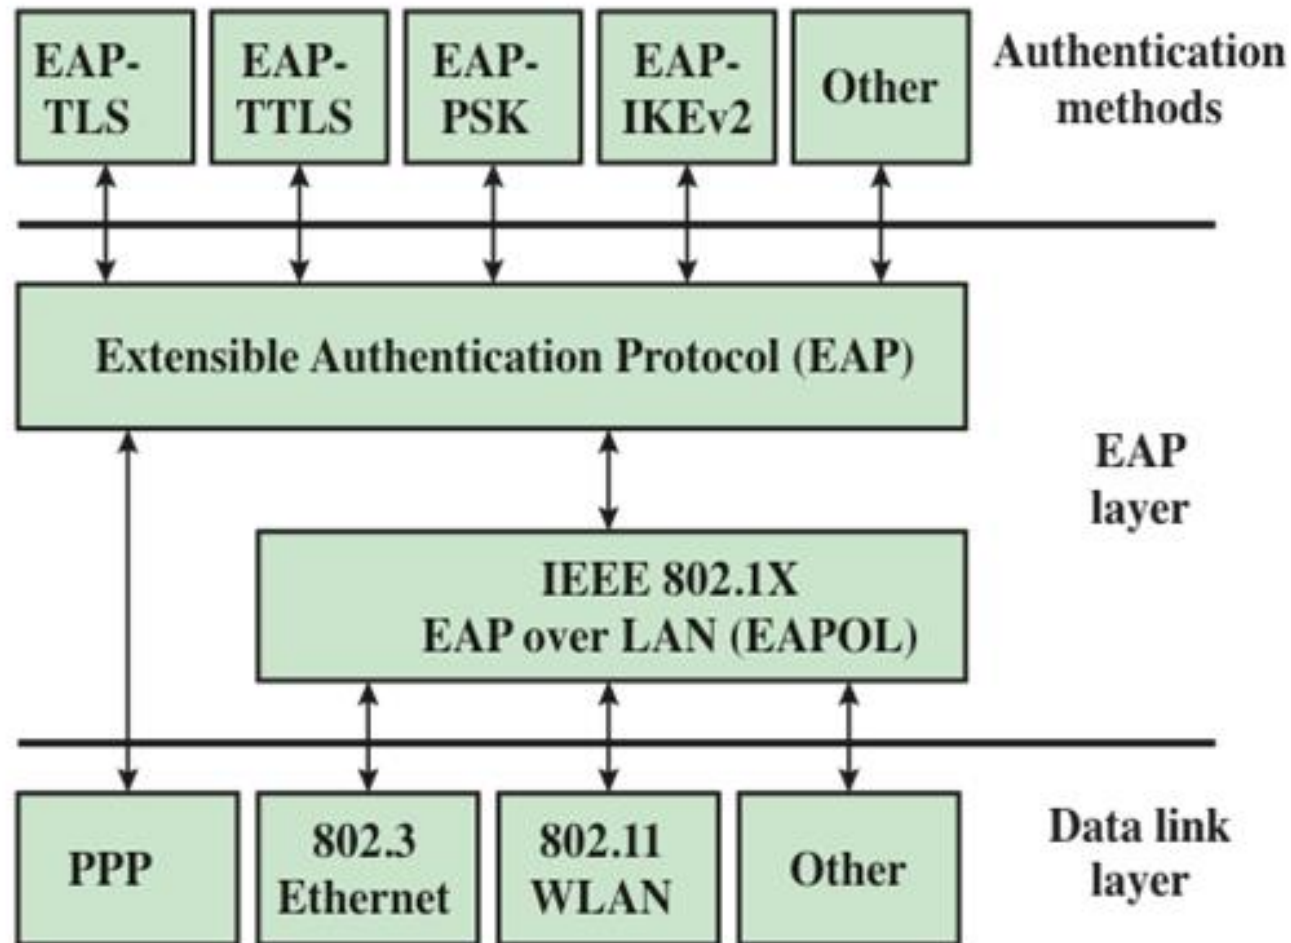 EAP-
TLS
EAP-
TTLS
EAP-
PSK
EAP-
IKEv2
Other
Authentication
methods
Extensible Authentication Protocol (EAP)
EAP
layer
IEEE 802.1X
EAP over LAN (EAPOL)
PPP
802.3
Ethernet
802.11
WLAN
Other
Data link
layer